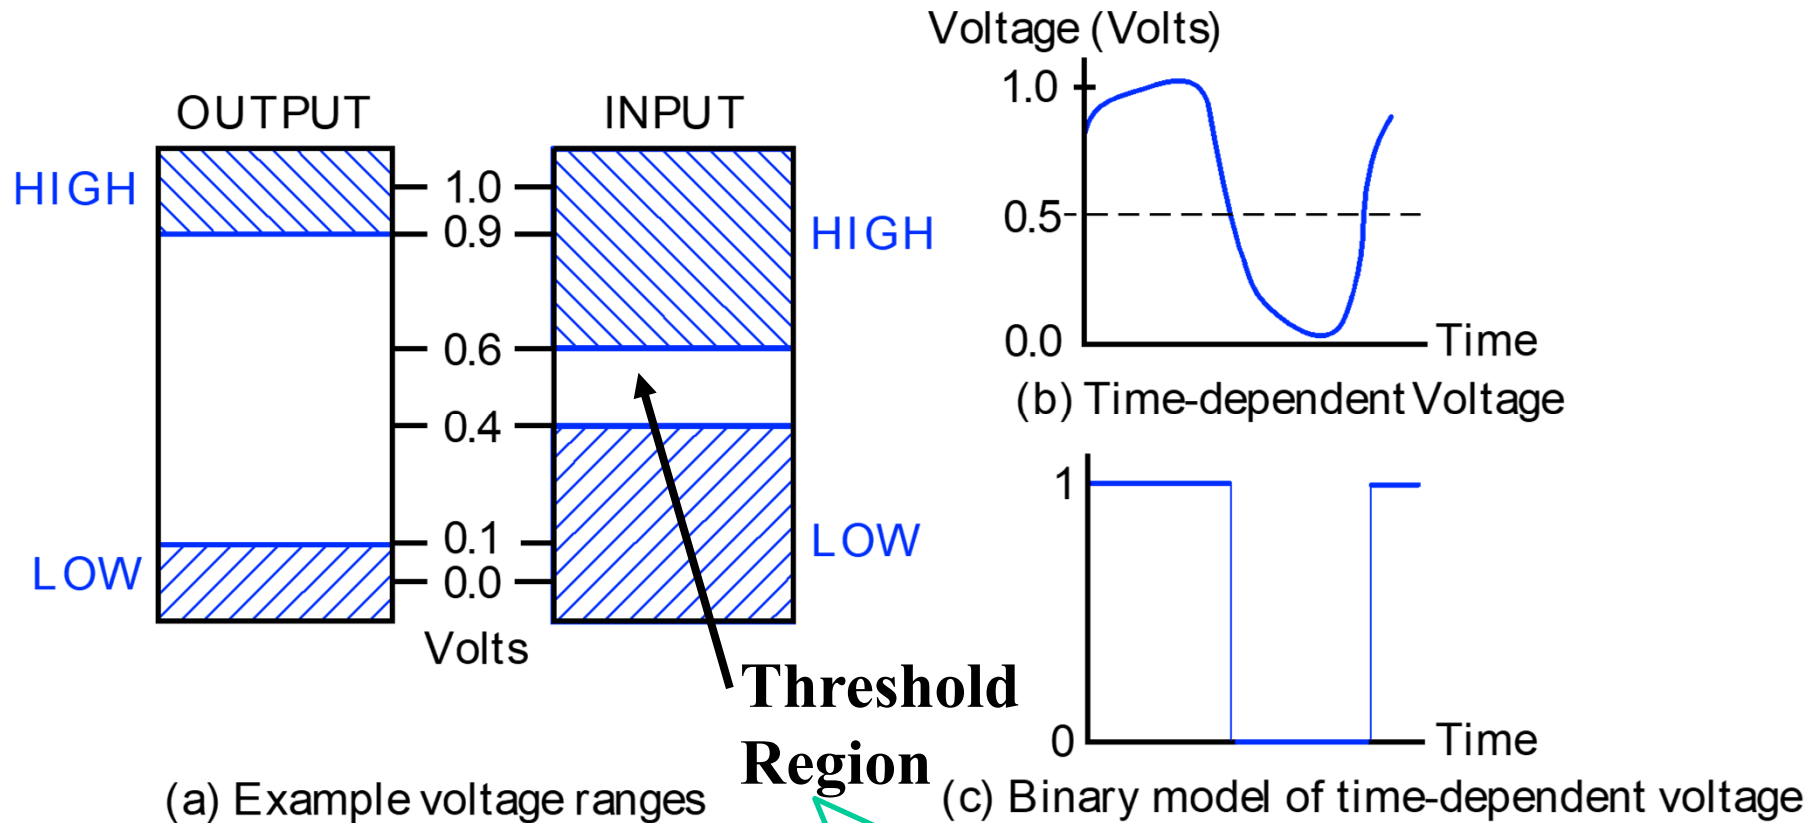 OUTPUT
INPUT
HIGH
1.0
0.9
HIGH
0.6
0.4
0.1
LOW
LOW
0.0
Volts
Threshold
Region
(a) Example voltage ranges
Voltage (Volts)
1.0
0.5
0.0
Time
(b) Time-dependent Voltage
1
0
Time
(c) Binary model of time-dependent voltage